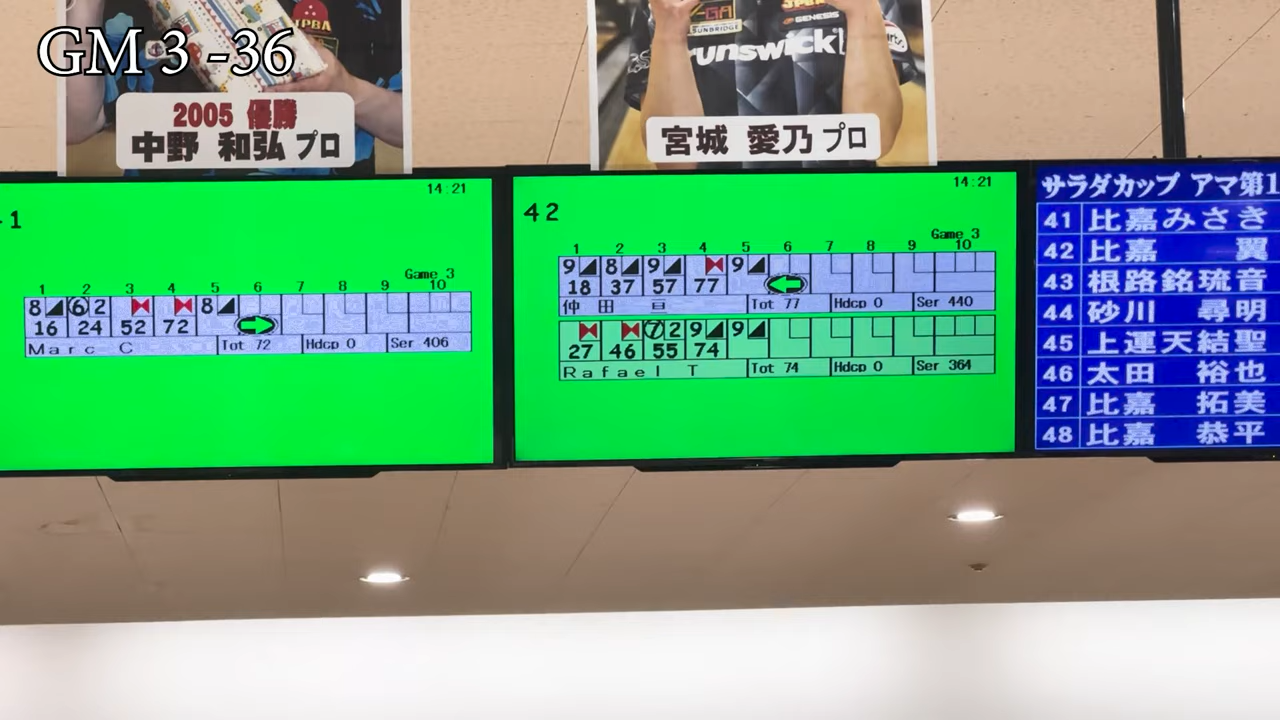 GM 3 -36
JPBA
2005 優勝
中野 和弘 プロ
SUNBRIDGE
GENESIS
runswick
宮城 愛乃 プロ
14:21
1
Game 3
1 2 3 4 5 6 7 8 9 10
8 6 2 8
16 24 52 72
Marc C Tot 72 Hdcp 0 Ser 406
14:21
42
Game 3
1 2 3 4 5 6 7 8 9 10
9 8 9 9
18 37 57 77
仲田 亘 Tot 77 Hdcp 0 Ser 440
7 2 9 9
27 46 55 74
Rafael T Tot 74 Hdcp 0 Ser 364
サラダカップ アマ第1
41 比嘉みさき
42 比嘉 翼
43 根路銘琉音
44 砂川 尋明
45 上運天結聖
46 太田 裕也
47 比嘉 拓美
48 比嘉 恭平